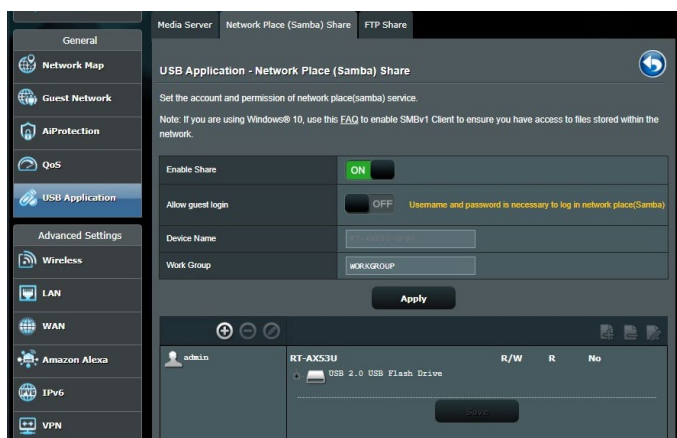 Media Server
Network Place (Samba) Share
FTP Share
General
Network Map
Guest Network
AiProtection
QoS
USB Application
Advanced Settings
Wireless
LAN
WAN
Amazon Alexa
IPv6
VPN
USB Application - Network Place (Samba) Share
Set the account and permission of network place(samba) service.
Note: If you are using Windows® 10, use this FAQ to enable SMBv1 Client to ensure you have access to files stored within the
network.
Enable Share
ON
Allow guest login
OFF
Username and password is necessary to log in network place(Samba)
Device Name
Work Group
WORKGROUP
Apply
admin
RT-AX53U
R/W
R
No
USB 2.0 USB Flash Drive
Save